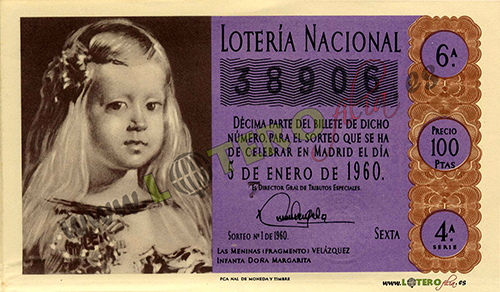 LOTERÍA NACIONAL
38906
DÉCIMA PARTE DEL BILLETE DE DICHO
NÚMERO, PARA EL SORTEO QUE SE HA
DE CELEBRAR EN MADRID EL DÍA
5 DE ENERO DE 1960.
EL DIRECTOR GRAL DE TRIBUTOS ESPECIALES.
SORTEO Nº 1 DE 1960.
SEXTA
LAS MENINAS (FRAGMENTO) VELÁZQUEZ
INFANTA DOÑA MARGARITA
FCA NAL DE MONEDA Y TIMBRE
6ª
PRECIO
100
PTAS
4ª
SERIE
www.LOTEROfila.es
LOTEROfila.es